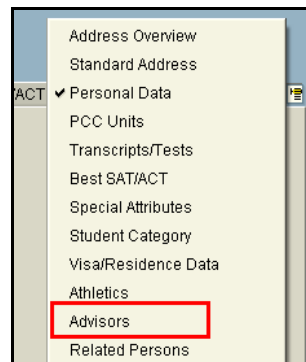 Address Overview
Standard Address
ACT ✔ Personal Data
PCC Units
Transcripts/Tests
Best SAT/ACT
Special Attributes
Student Category
Visa/Residence Data
Athletics
Advisors
Related Persons